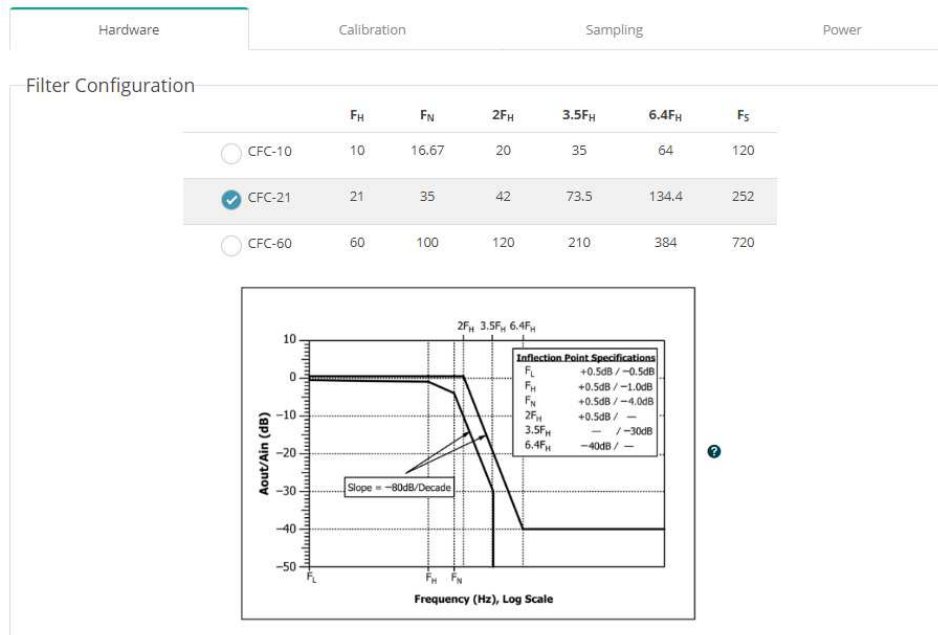 Hardware Calibration Sampling Power
Filter Configuration
FH FN 2FH 3.5FH 6.4FH FS
CFC-10 10 16.67 20 35 64 120
CFC-21 21 35 42 73.5 134.4 252
CFC-60 60 100 120 210 384 720
2FH 3.5FH 6.4FH
10
0
−10
−20
−30
−40
−50
Aout/Ain (dB)
Inflection Point Specifications
FL +0.5dB / −0.5dB
FH +0.5dB / −1.0dB
FN +0.5dB / −4.0dB
2FH +0.5dB / —
3.5FH — / −30dB
6.4FH −40dB / —
Slope = −80dB/Decade
?
FL FH FN
Frequency (Hz), Log Scale